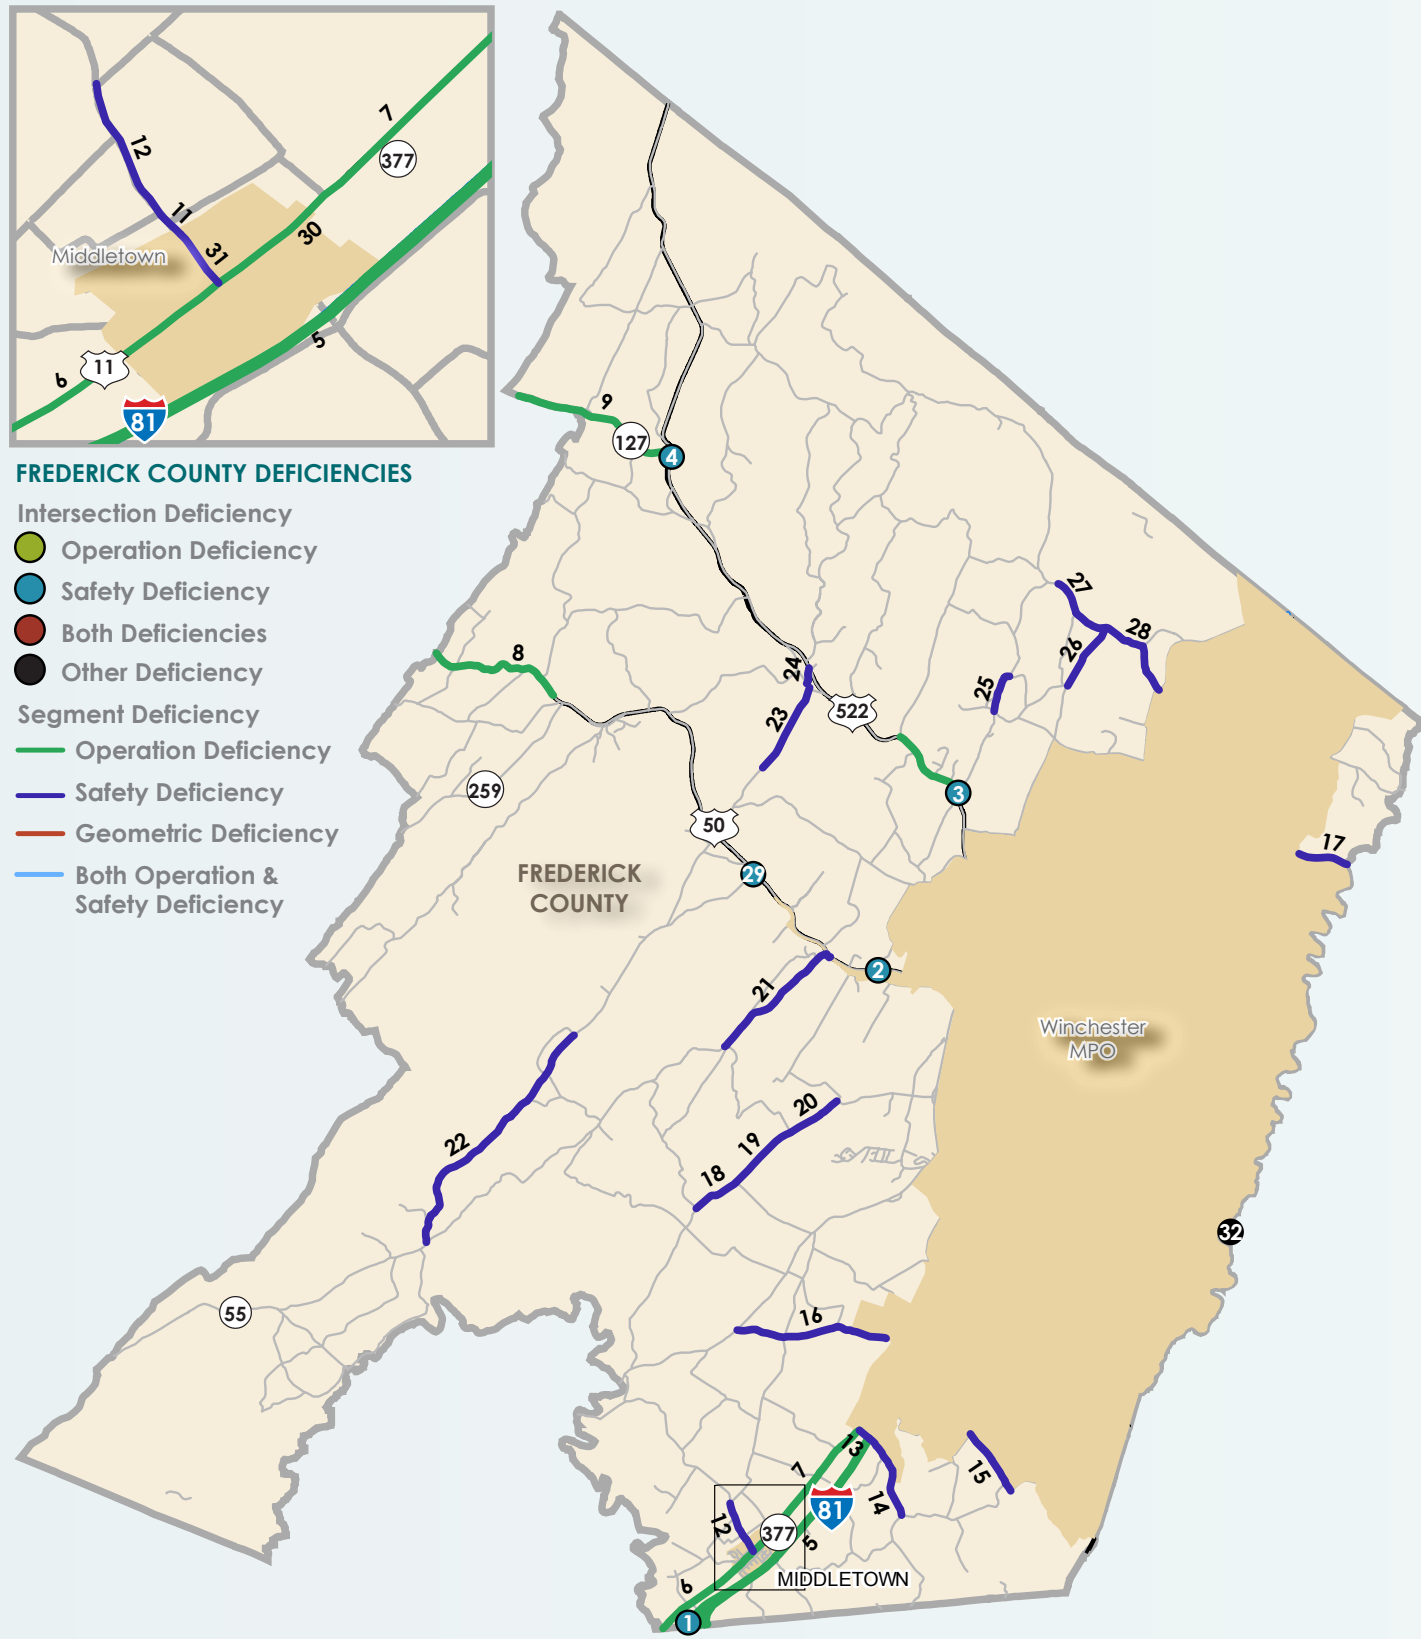 7
377
12
11
31
30
Middletown
5
11
6
81
FREDERICK COUNTY DEFICIENCIES
Intersection Deficiency
Operation Deficiency
Safety Deficiency
Both Deficiencies
Other Deficiency
Segment Deficiency
Operation Deficiency
Safety Deficiency
Geometric Deficiency
Both Operation &
Safety Deficiency
9
127
4
8
27
28
26
24
25
23
522
259
3
50
17
29
FREDERICK
COUNTY
2
21
Winchester
MPO
20
22
19
18
32
55
16
13
7
15
14
81
12
377
5
6
MIDDLETOWN
1